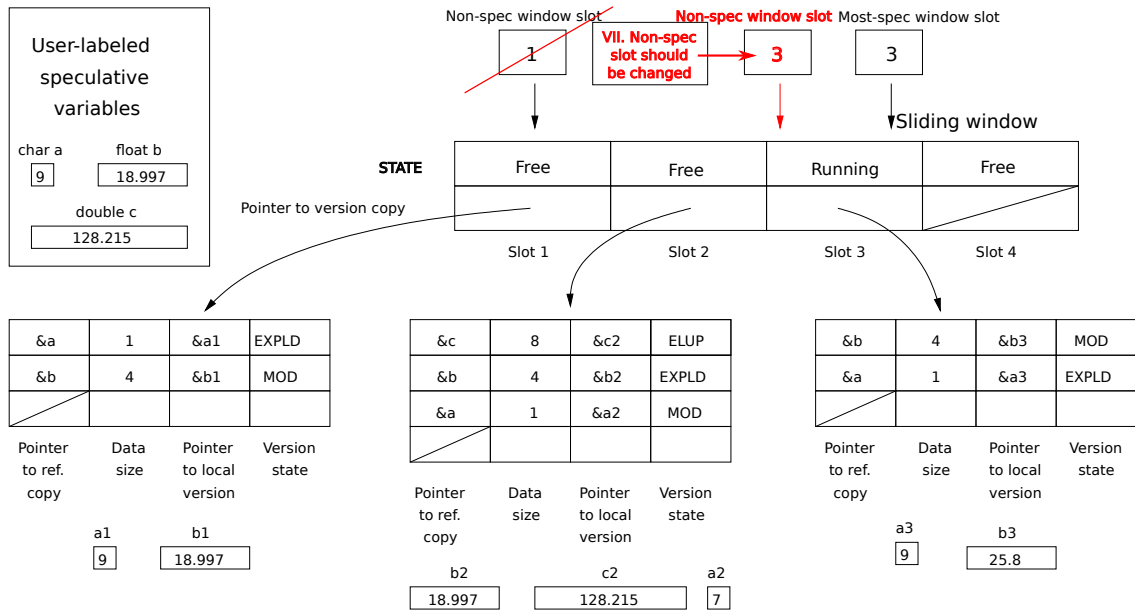 User-labeled
speculative
variables
char a
float b
9
18.997
double c
128.215
Non-spec window slot
Non-spec window slot
Most-spec window slot
1
VII. Non-spec
slot should
be changed
3
3
Sliding window
STATE
Free
Free
Running
Free
Pointer to version copy
Slot 1
Slot 2
Slot 3
Slot 4
&a 1 &a1 EXPLD
&b 4 &b1 MOD
Pointer
to ref.
copy
Data
size
Pointer
to local
version
Version
state
a1
b1
9
18.997
&c 8 &c2 ELUP
&b 4 &b2 EXPLD
&a 1 &a2 MOD
Pointer
to ref.
copy
Data
size
Pointer
to local
version
Version
state
b2
c2
a2
18.997
128.215
7
&b 4 &b3 MOD
&a 1 &a3 EXPLD
Pointer
to ref.
copy
Data
size
Pointer
to local
version
Version
state
a3
b3
9
25.8